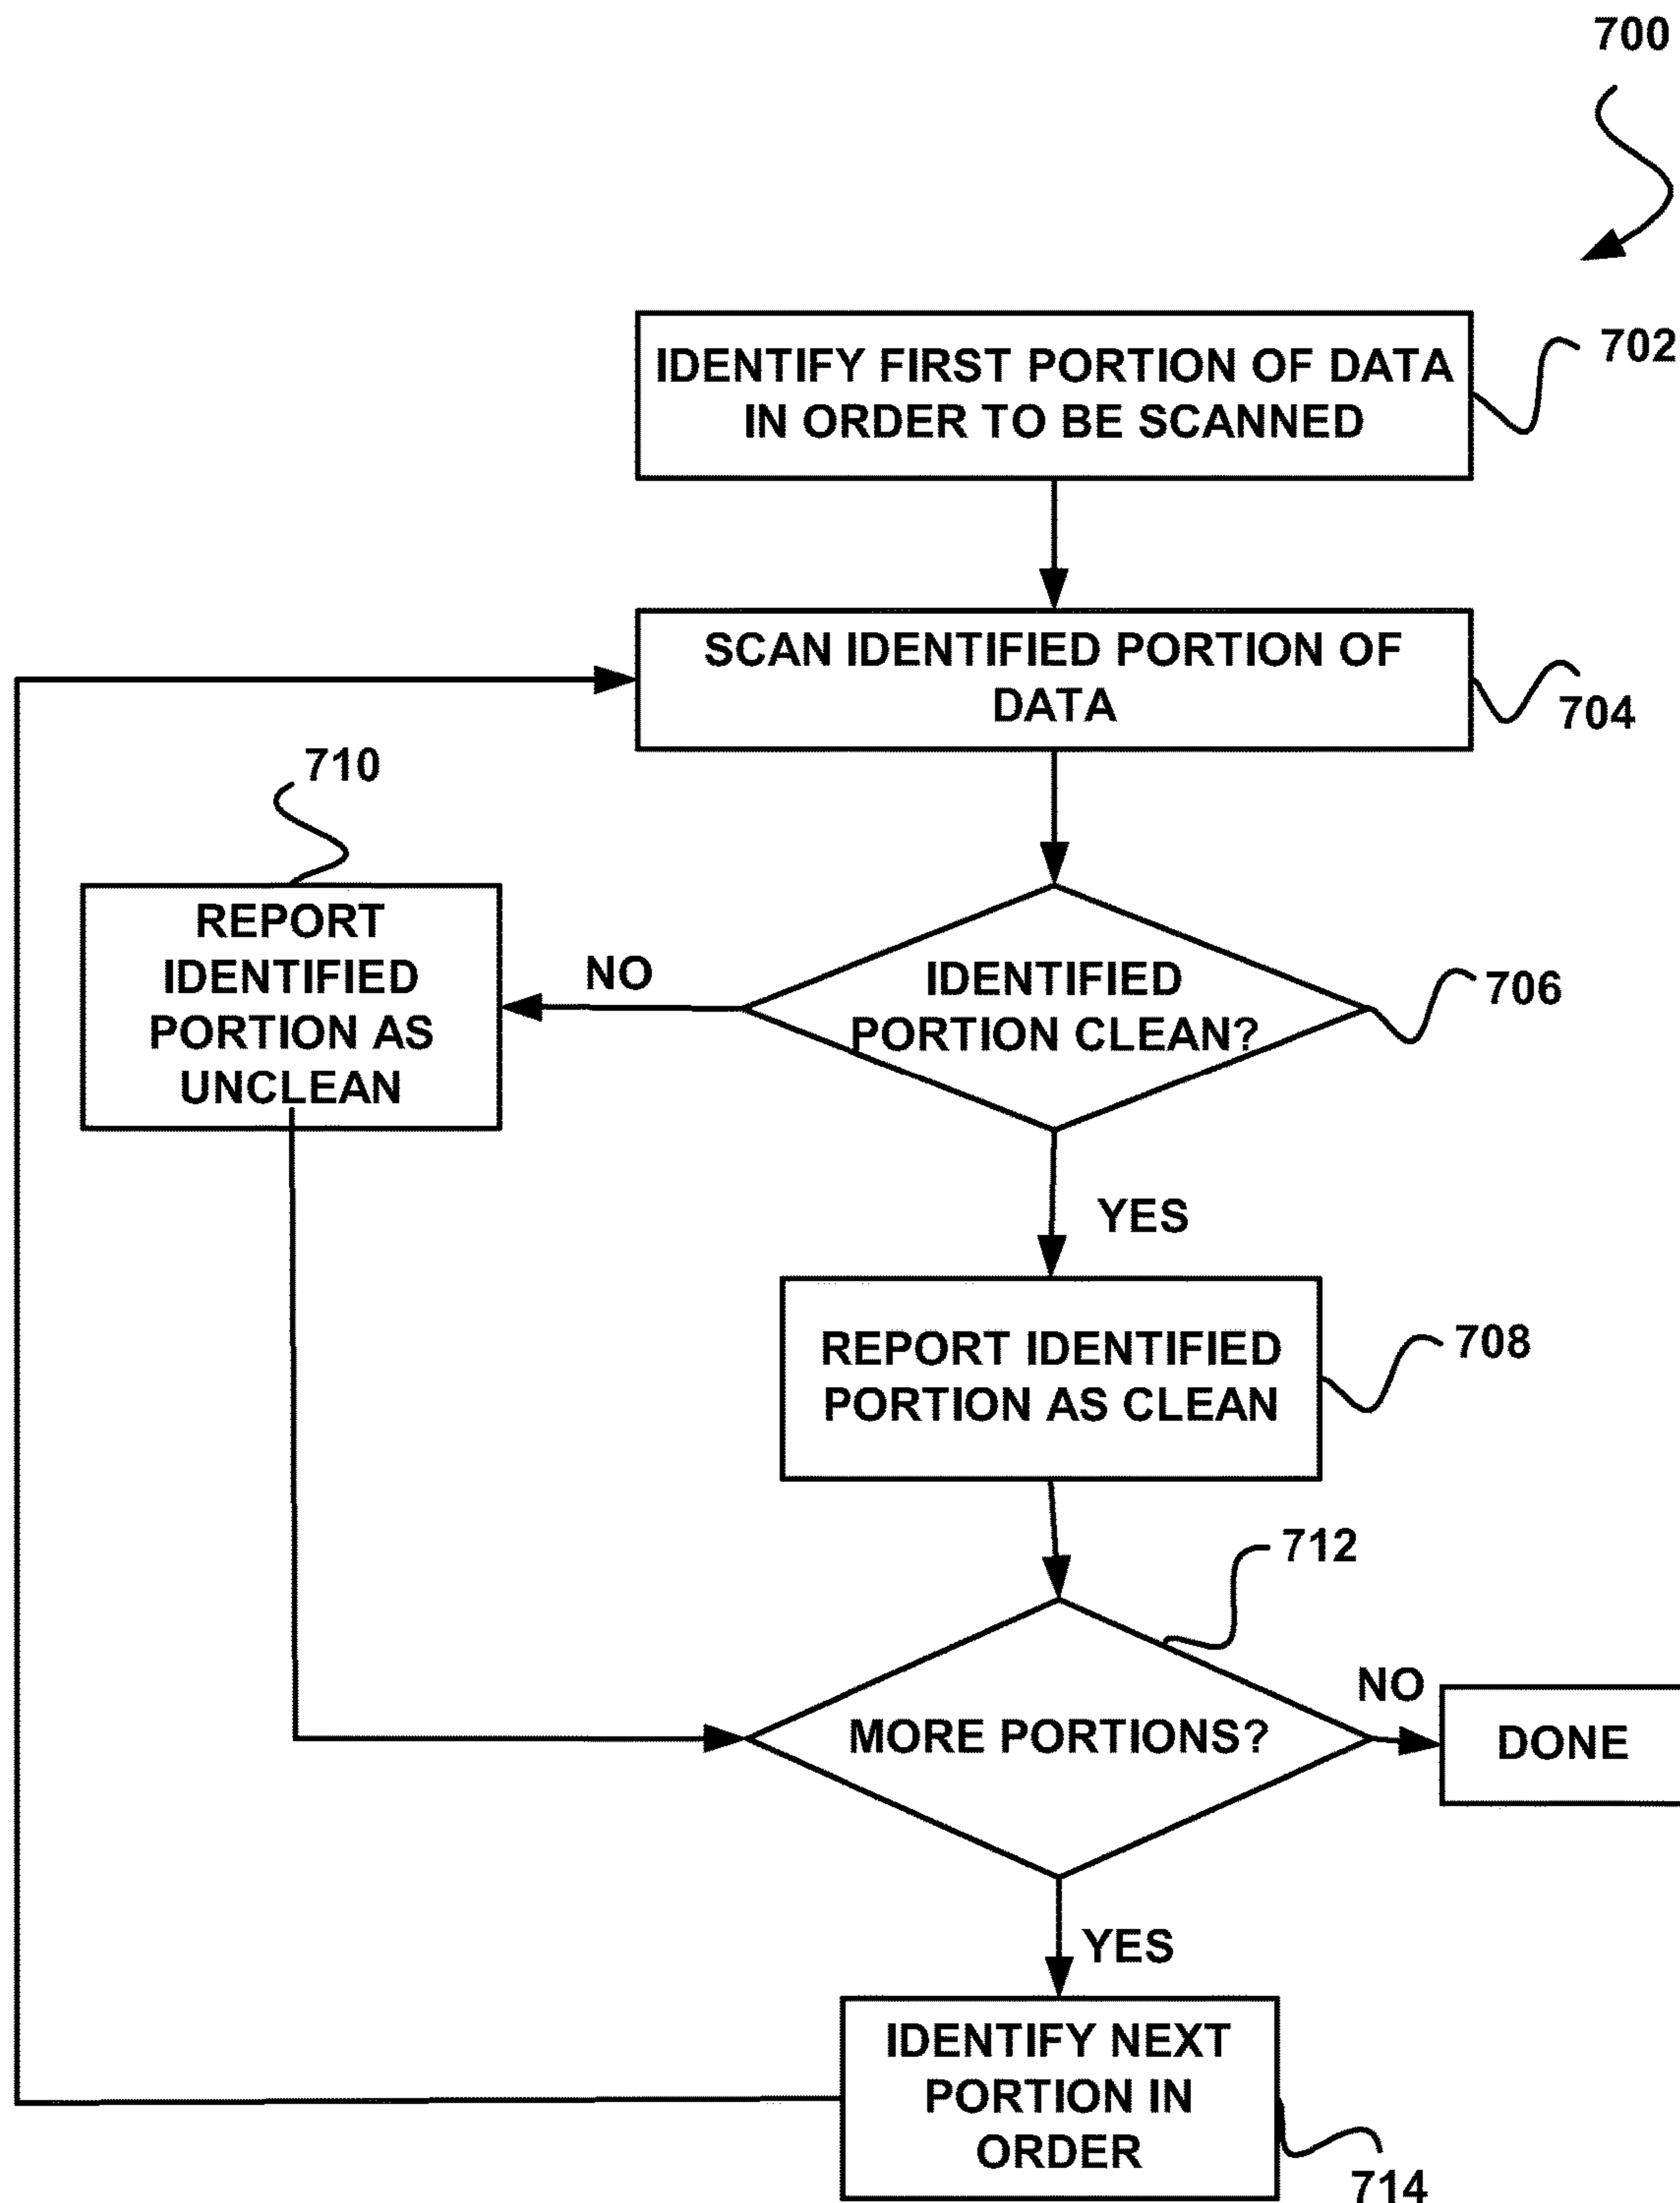 700
IDENTIFY FIRST PORTION OF DATA
IN ORDER TO BE SCANNED
702
SCAN IDENTIFIED PORTION OF
DATA
704
710
REPORT
IDENTIFIED
PORTION AS
UNCLEAN
NO
IDENTIFIED
PORTION CLEAN?
706
YES
REPORT IDENTIFIED
PORTION AS CLEAN
708
712
MORE PORTIONS?
NO
DONE
YES
IDENTIFY NEXT
PORTION IN
ORDER
714